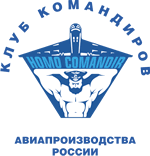 КЛУБ КОМАНДИРОВ
HOMO COMANDIR
АВИАПРОИЗВОДСТВА
РОССИИ